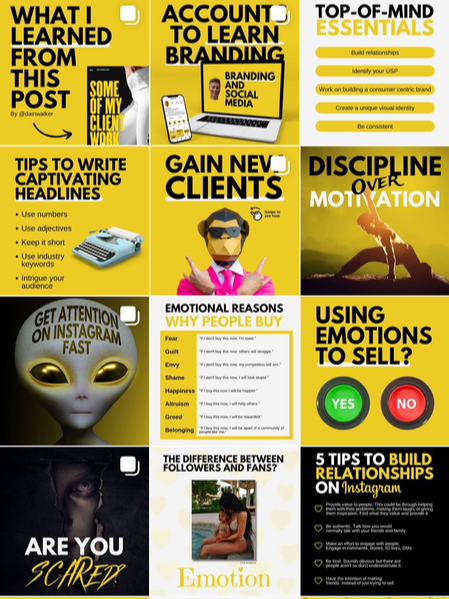 WHAT I
LEARNED
FROM
THIS
POST
By @dainwalker
SOME
OF MY
CLIENT
WORK
ACCOUNT
TO LEARN
BRANDING
BRANDING
AND
SOCIAL
MEDIA
TOP-OF-MIND
ESSENTIALS
Build relationships
Identify your USP
Work on building a consumer centric brand
Create a unique visual identity
Be consistent
TIPS TO WRITE
CAPTIVATING
HEADLINES
• Use numbers
• Use adjectives
• Keep it short
• Use industry
keywords
• Intrigue your
audience
GAIN NEW
CLIENTS
DISCIPLINE
OVER
MOTIVATION
GET ATTENTION
ON INSTAGRAM
FAST
EMOTIONAL REASONS
WHY PEOPLE BUY
Fear "If I don't buy this now, I'm toast."
Guilt "If I don't buy this now, others will struggle."
Envy "If I don't buy this now, my competition will win."
Shame "If I don't buy this now, I will look stupid."
Happiness "If I buy this now I will be happier."
Altruism "If I buy this now, I will help others."
Greed "If I buy this now, I will be rewarded."
Belonging "If I buy this now, I will be apart of a community of
people like me."
USING
EMOTIONS
TO SELL?
YES
NO
ARE YOU
SCARED?
THE DIFFERENCE BETWEEN
FOLLOWERS AND FANS?
Emotion
5 TIPS TO BUILD
RELATIONSHIPS
ON Instagram
Provide value to people. This could be through helping
them with their problems, making them laugh, or giving
them inspiration. Find what they value and provide it.
Be authentic. Talk how you would
normally talk with your friends and family.
Make an effort to engage with people.
Engage in comments, stories, IG lives, DMs
Be kind. Sounds obvious but there are
people aren't so don't underestimate it.
Have the intention of making
friends instead of just trying to sell